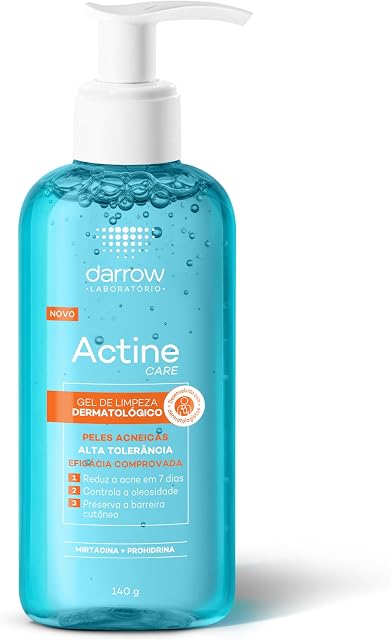 darrow
• LABORATÓRIO •
NOVO
Actine
CARE
GEL DE LIMPEZA
DERMATOLÓGICO
PELES ACNEICAS
ALTA TOLERÂNCIA
EFICÁCIA COMPROVADA
1 Reduz a acne em 7 dias
2 Controla a oleosidade
3 Preserva a barreira
cutânea
MIRTACINA + PROHIDRINA
140 g